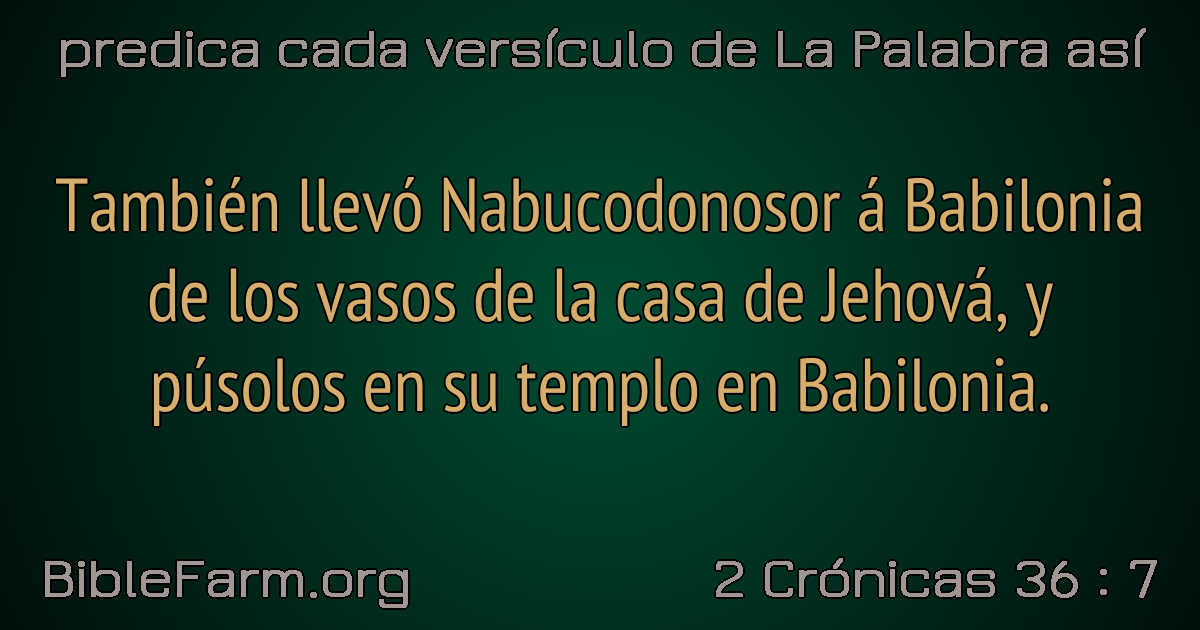 predica cada versículo de La Palabra así
También llevó Nabucodonosor á Babilonia
de los vasos de la casa de Jehová, y
púsolos en su templo en Babilonia.
BibleFarm.org
2 Crónicas 36 : 7